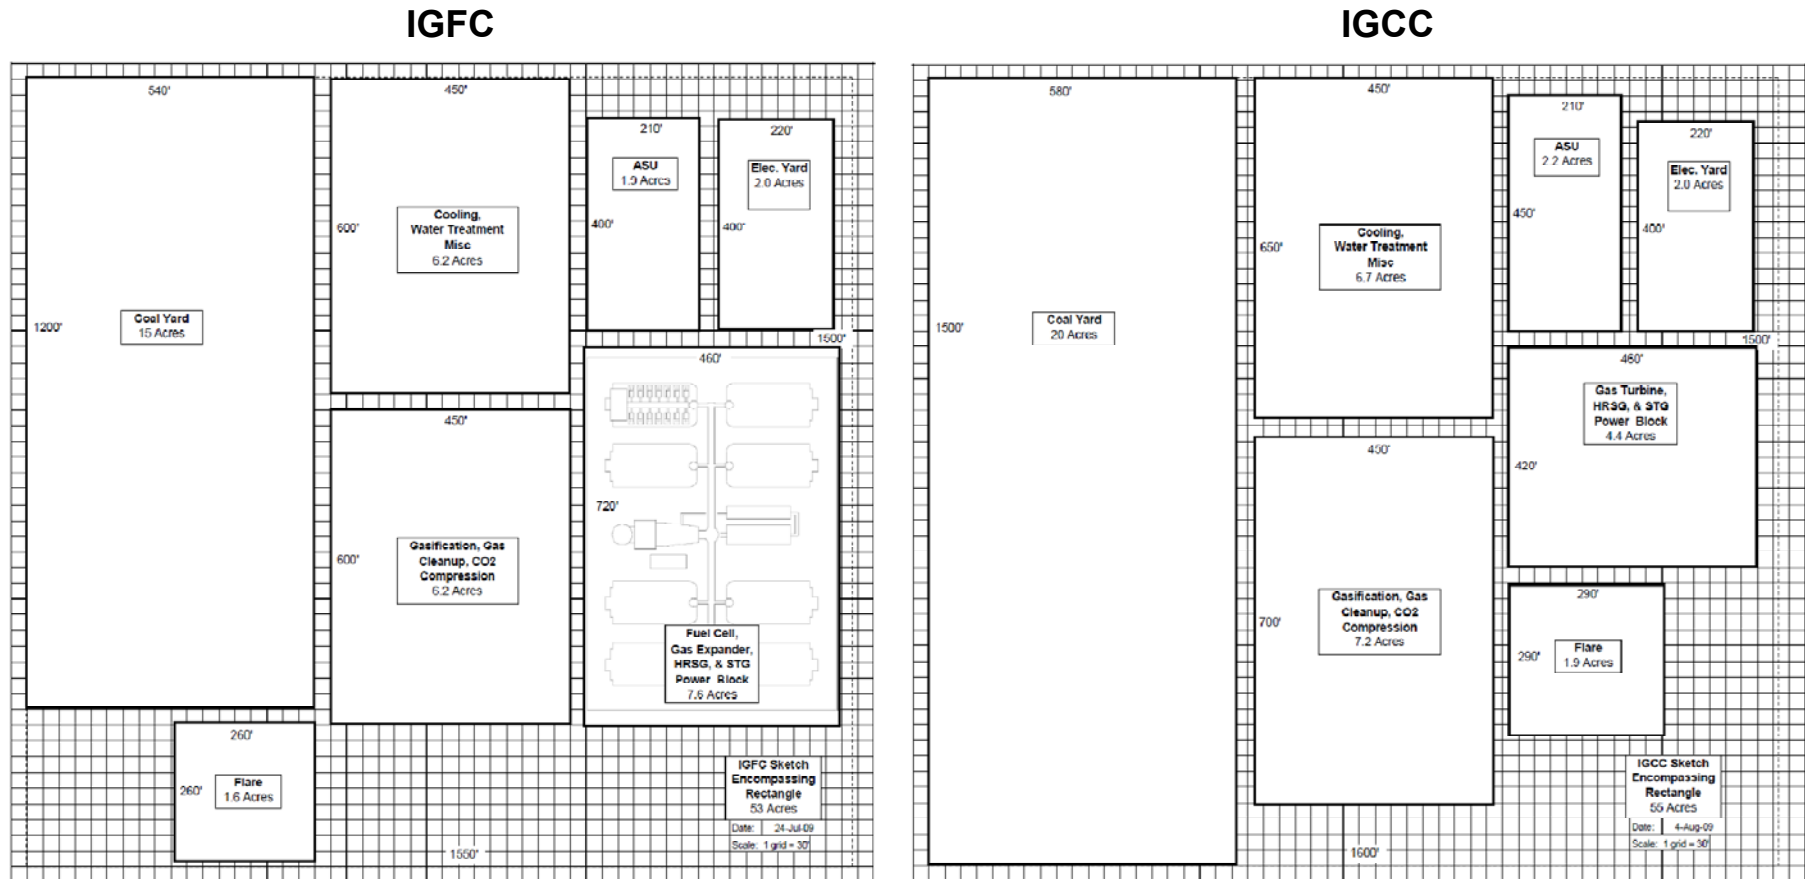 IGFC
540'
450'
210'
220'
ASU
1.9 Acres
Elec. Yard
2.0 Acres
Cooling,
Water Treatment
Misc
6.2 Acres
600'
400'
400'
1200'
Coal Yard
15 Acres
1500'
460'
450'
720'
600'
Gasification, Gas
Cleanup, CO2
Compression
6.2 Acres
Fuel Cell,
Gas Expander,
HRSG, & STG
Power Block
7.6 Acres
260'
260'
Flare
1.6 Acres
IGFC Sketch
Encompassing
Rectangle
53 Acres
Date: 24-Jul-09
Scale: 1 grid = 30'
1550'
IGCC
580'
450'
210'
220'
ASU
2.2 Acres
Elec. Yard
2.0 Acres
450'
400'
Cooling,
Water Treatment
Misc
6.7 Acres
650'
1500'
Coal Yard
20 Acres
1500'
460'
Gas Turbine,
HRSG, & STG
Power Block
4.4 Acres
420'
450'
Gasification, Gas
Cleanup, CO2
Compression
7.2 Acres
700'
290'
290'
Flare
1.9 Acres
IGCC Sketch
Encompassing
Rectangle
55 Acres
Date: 4-Aug-09
Scale: 1 grid = 30'
1600'